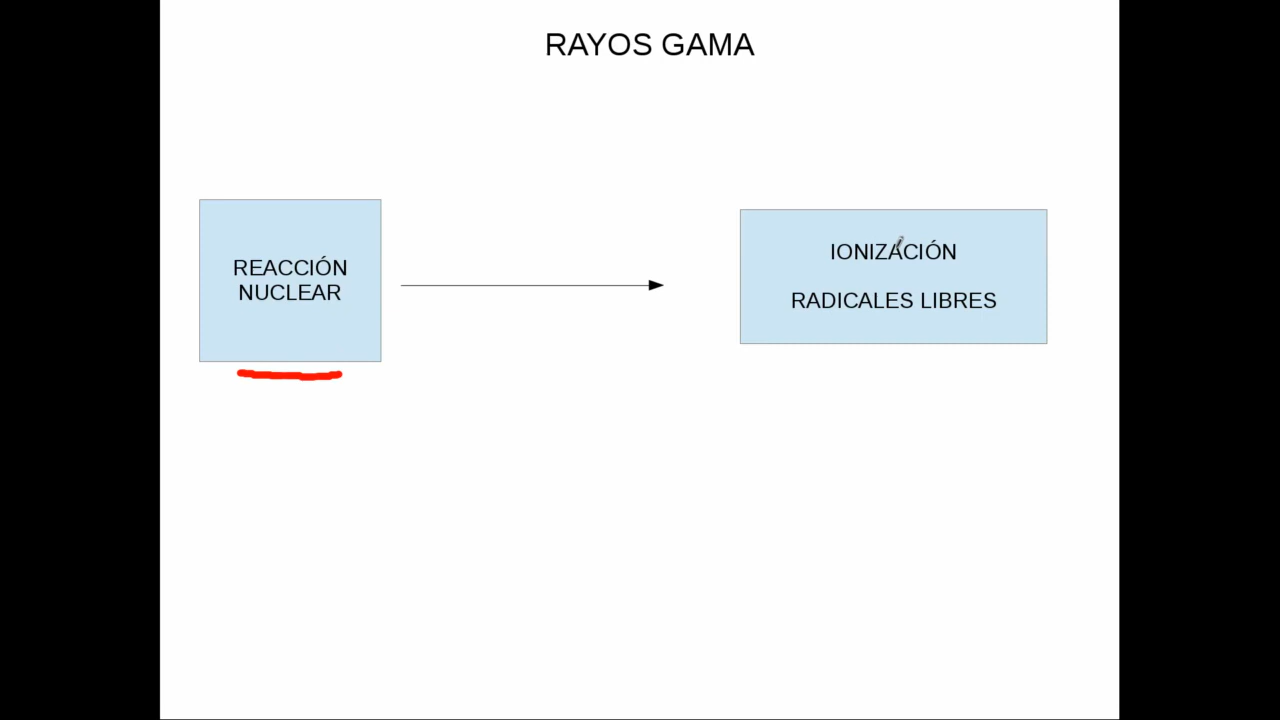 RAYOS GAMA
REACCIÓN
NUCLEAR
IONIZACIÓN
RADICALES LIBRES